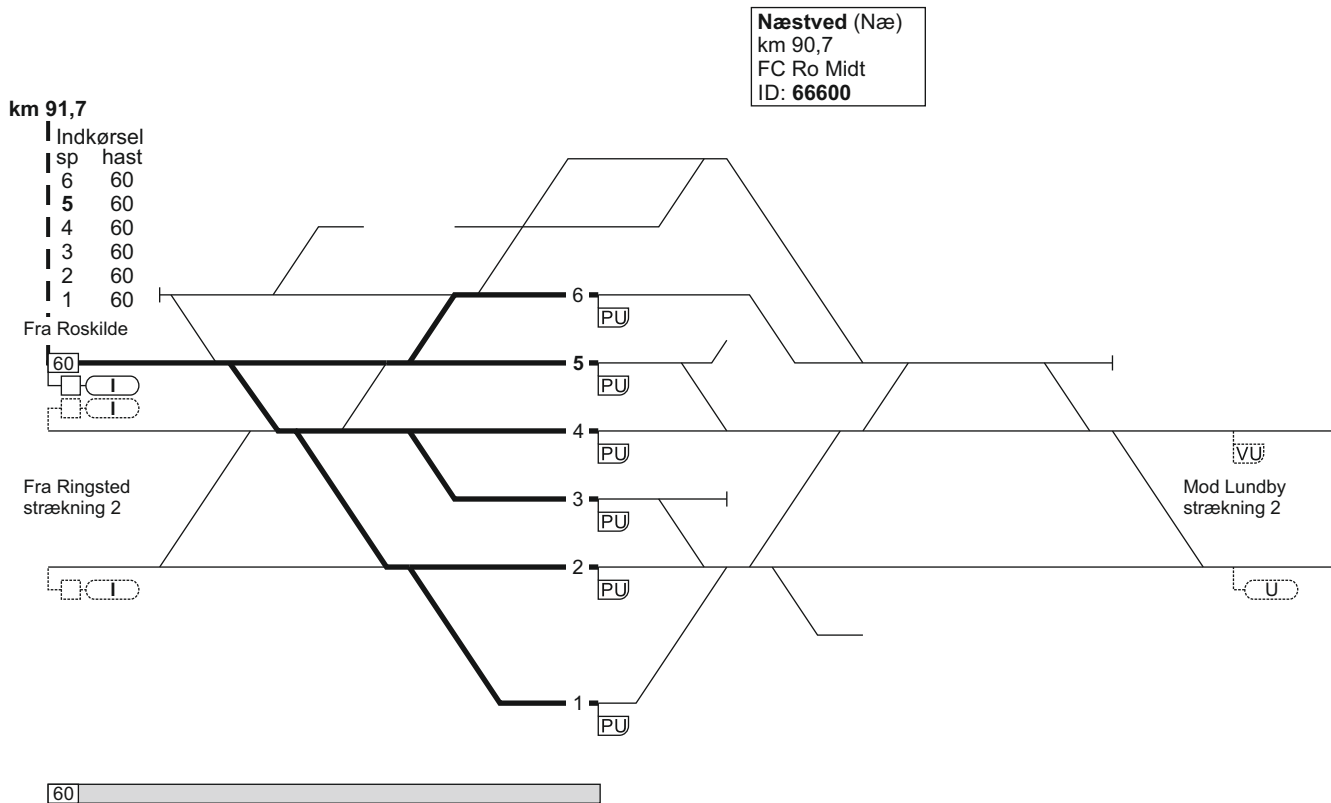 Næstved (Næ)
km 90,7
FC Ro Midt
ID: 66600
km 91,7
Indkørsel
sp hast
6 60
5 60
4 60
3 60
2 60
1 60
Fra Roskilde
60
I
I
Fra Ringsted
strækning 2
I
6
PU
5
PU
4
PU
3
PU
2
PU
1
PU
VU
Mod Lundby
strækning 2
U
60